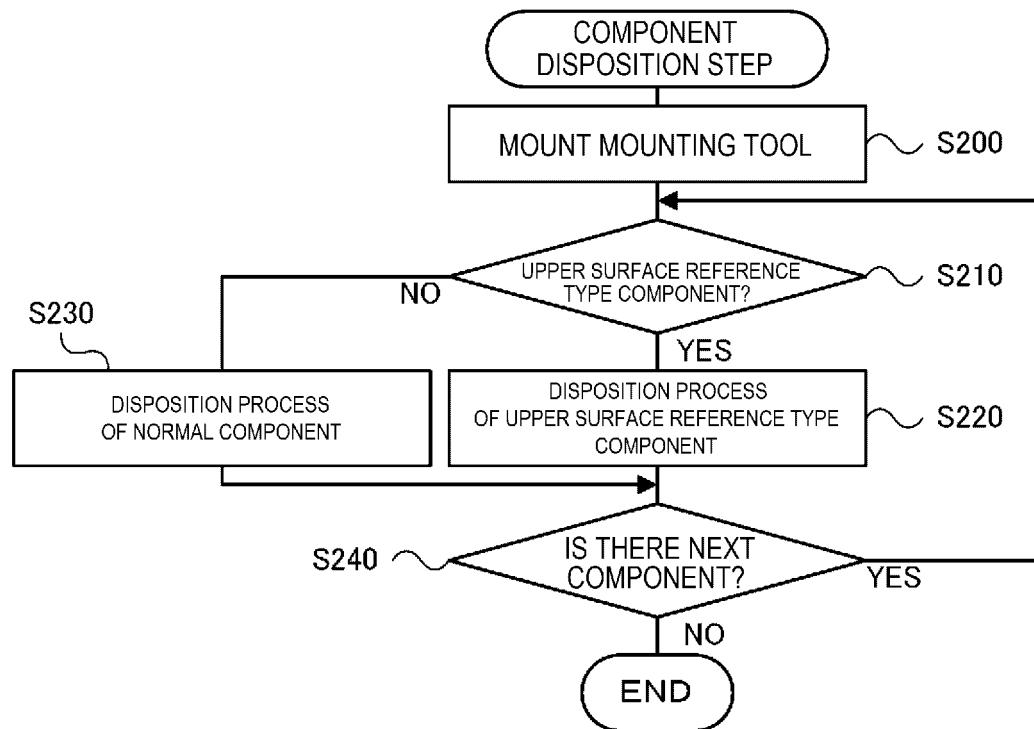 COMPONENT
DISPOSITION STEP
MOUNT MOUNTING TOOL
S200
UPPER SURFACE REFERENCE
TYPE COMPONENT?
S210
NO
YES
S230
DISPOSITION PROCESS
OF NORMAL COMPONENT
DISPOSITION PROCESS
OF UPPER SURFACE REFERENCE TYPE
COMPONENT
S220
S240
IS THERE NEXT
COMPONENT?
YES
NO
END